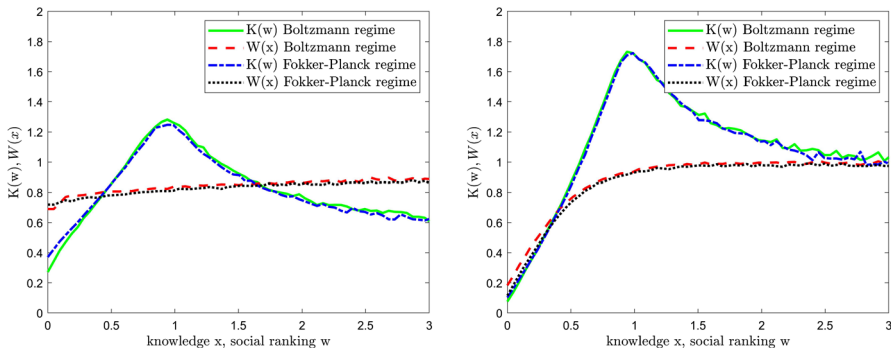 2
1.8
1.6
1.4
1.2
1
0.8
0.6
0.4
0.2
0
K(w), W(x)
K(w) Boltzmann regime
W(x) Boltzmann regime
K(w) Fokker-Planck regime
W(x) Fokker-Planck regime
0 0.5 1 1.5 2 2.5 3
knowledge x, social ranking w
2
1.8
1.6
1.4
1.2
1
0.8
0.6
0.4
0.2
0
K(w), W(x)
K(w) Boltzmann regime
W(x) Boltzmann regime
K(w) Fokker-Planck regime
W(x) Fokker-Planck regime
0 0.5 1 1.5 2 2.5 3
knowledge x, social ranking w